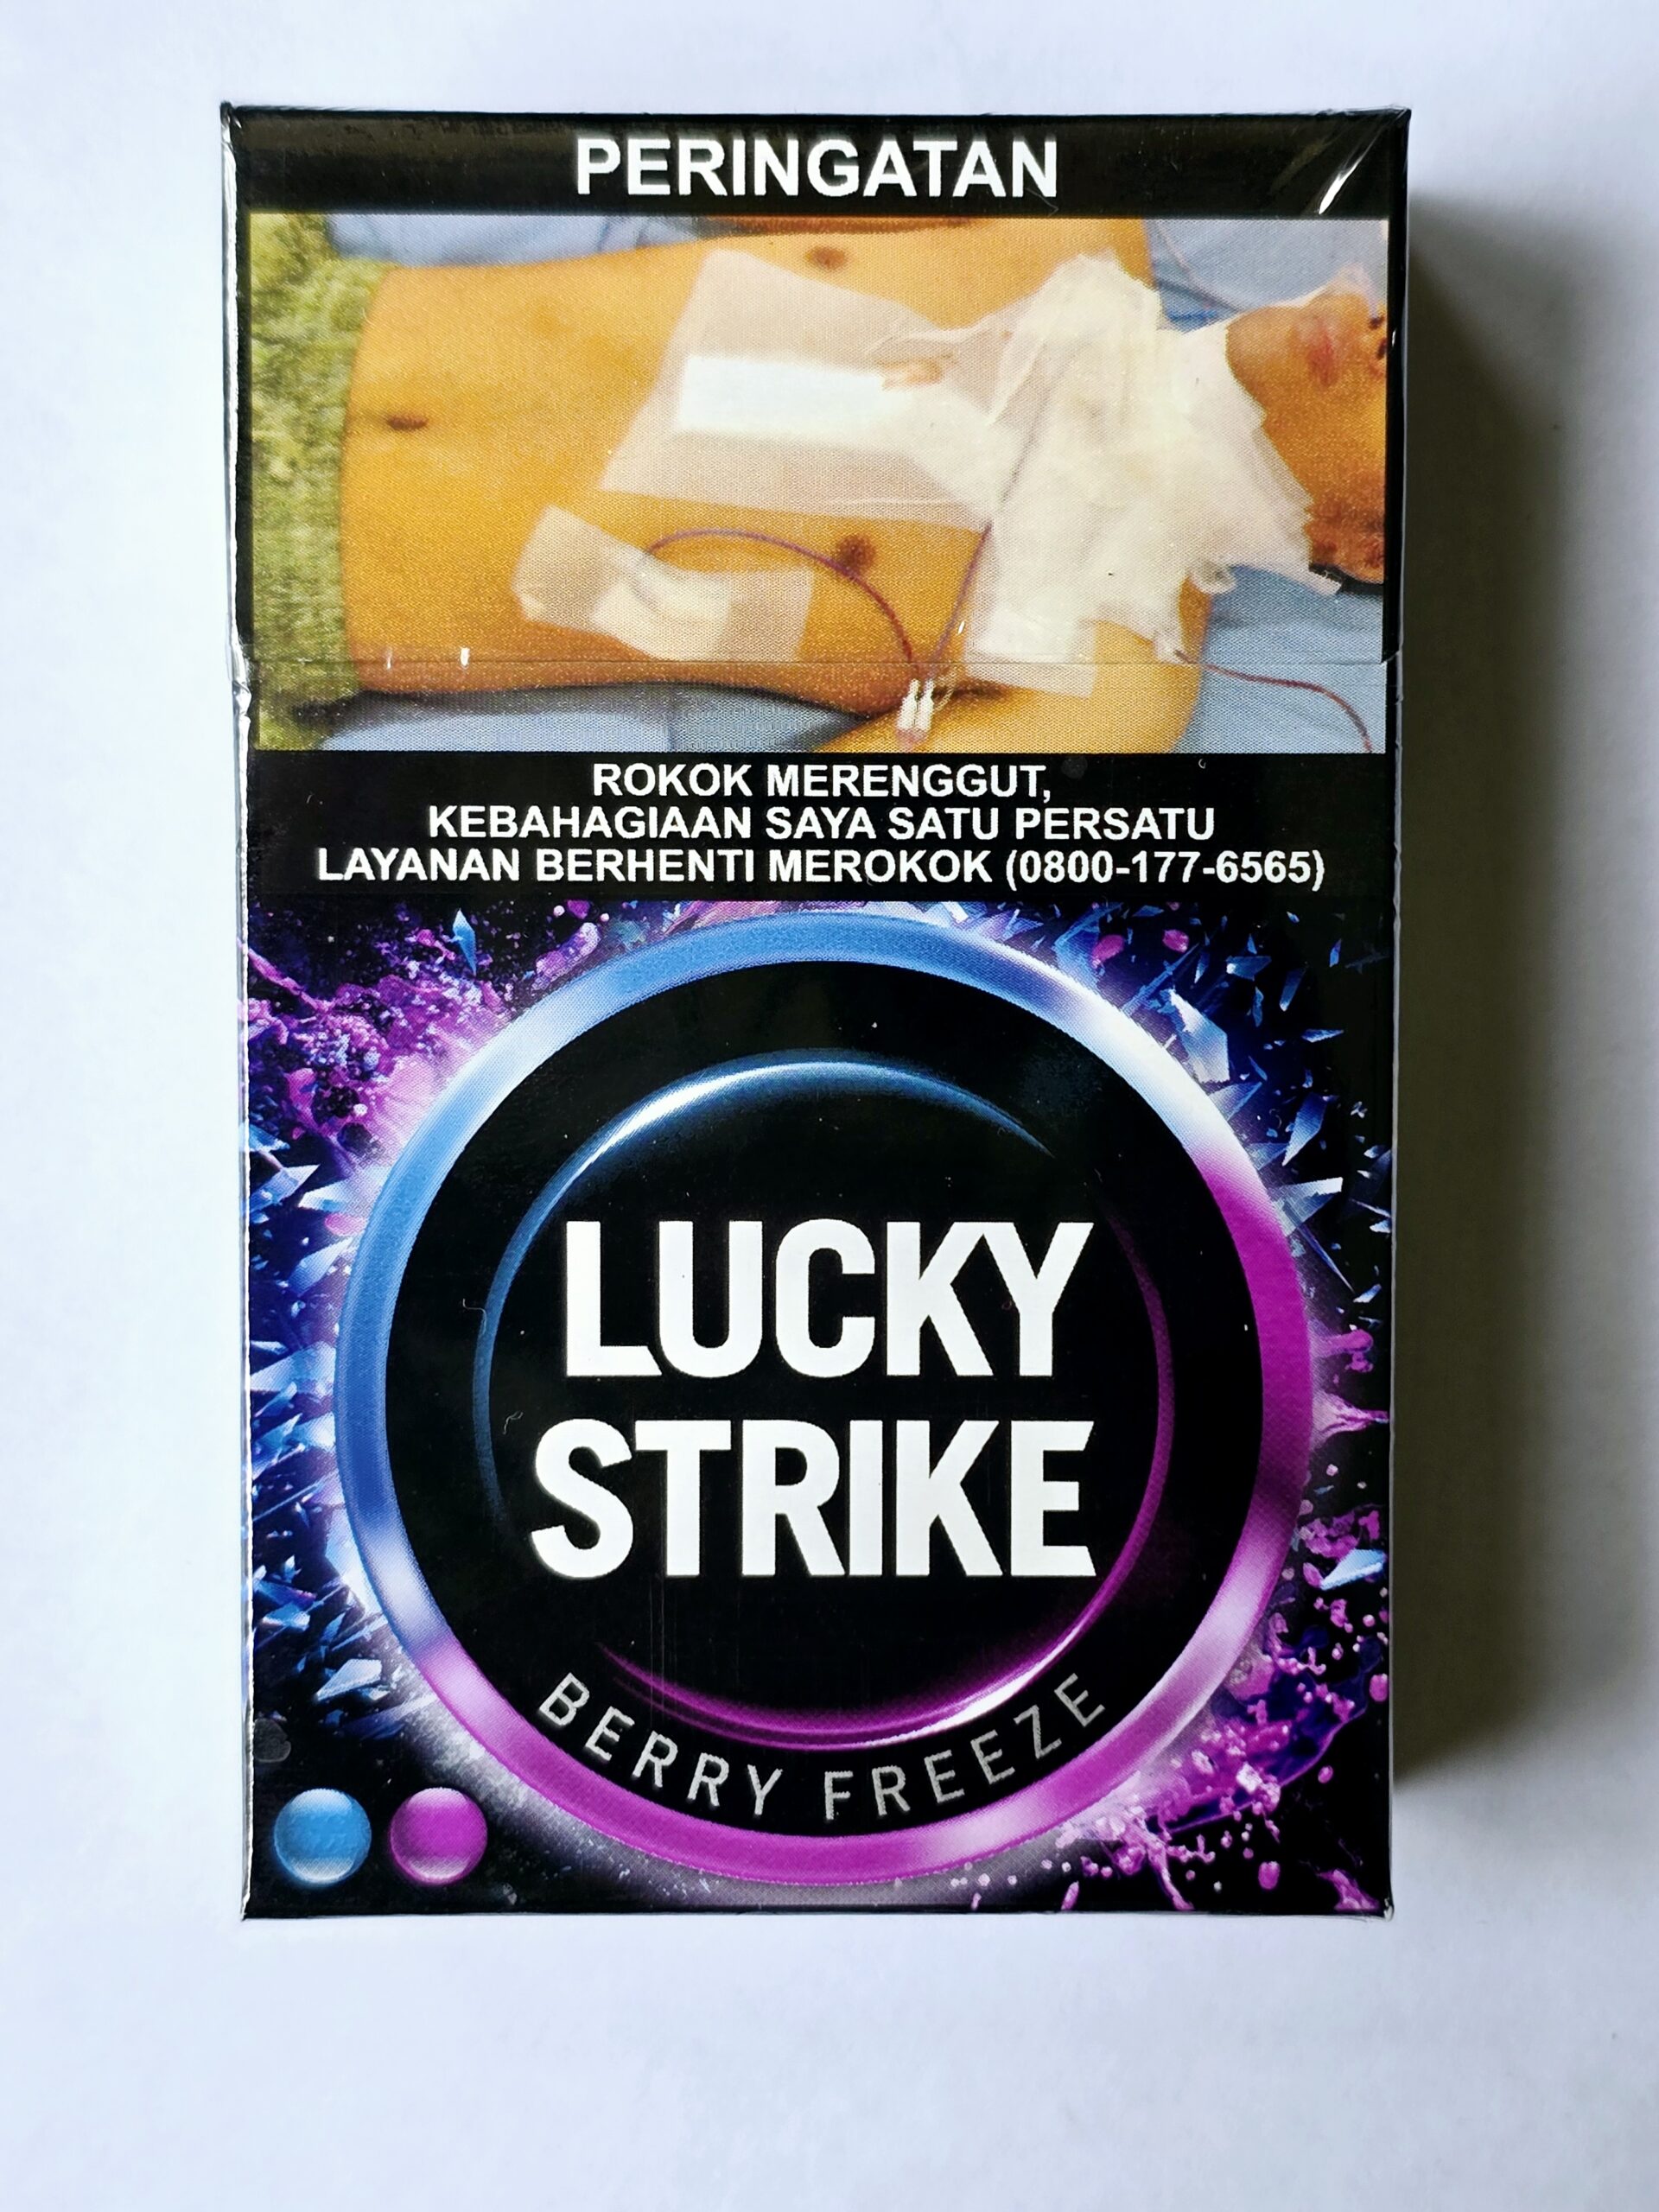 PERINGATAN
ROKOK MERENGGUT,
KEBAHAGIAAN SAYA SATU PERSATU
LAYANAN BERHENTI MEROKOK (0800-177-6565)
LUCKY
STRIKE
BERRY FREEZE